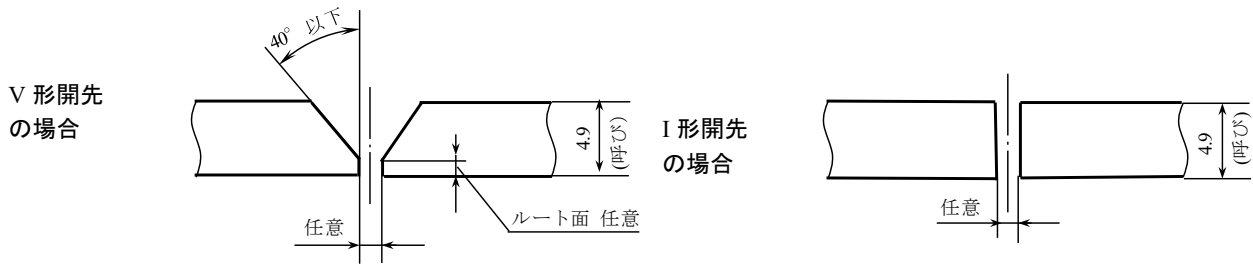 V 形開先
の場合
40° 以下
4.9
(呼び)
任意
ルート面 任意
I 形開先
の場合
4.9
(呼び)
任意